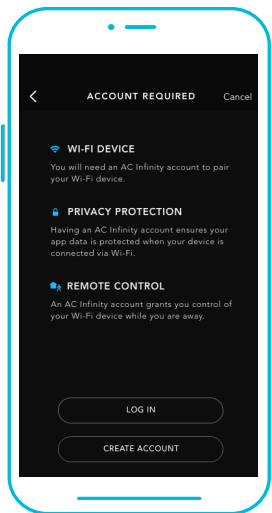 ACCOUNT REQUIRED Cancel
WI-FI DEVICE
You will need an AC Infinity account to pair
your Wi-Fi device.
PRIVACY PROTECTION
Having an AC Infinity account ensures your
app data is protected when your device is
connected via Wi-Fi.
REMOTE CONTROL
An AC Infinity account grants you control of
your Wi-Fi device while you are away.
LOG IN
CREATE ACCOUNT